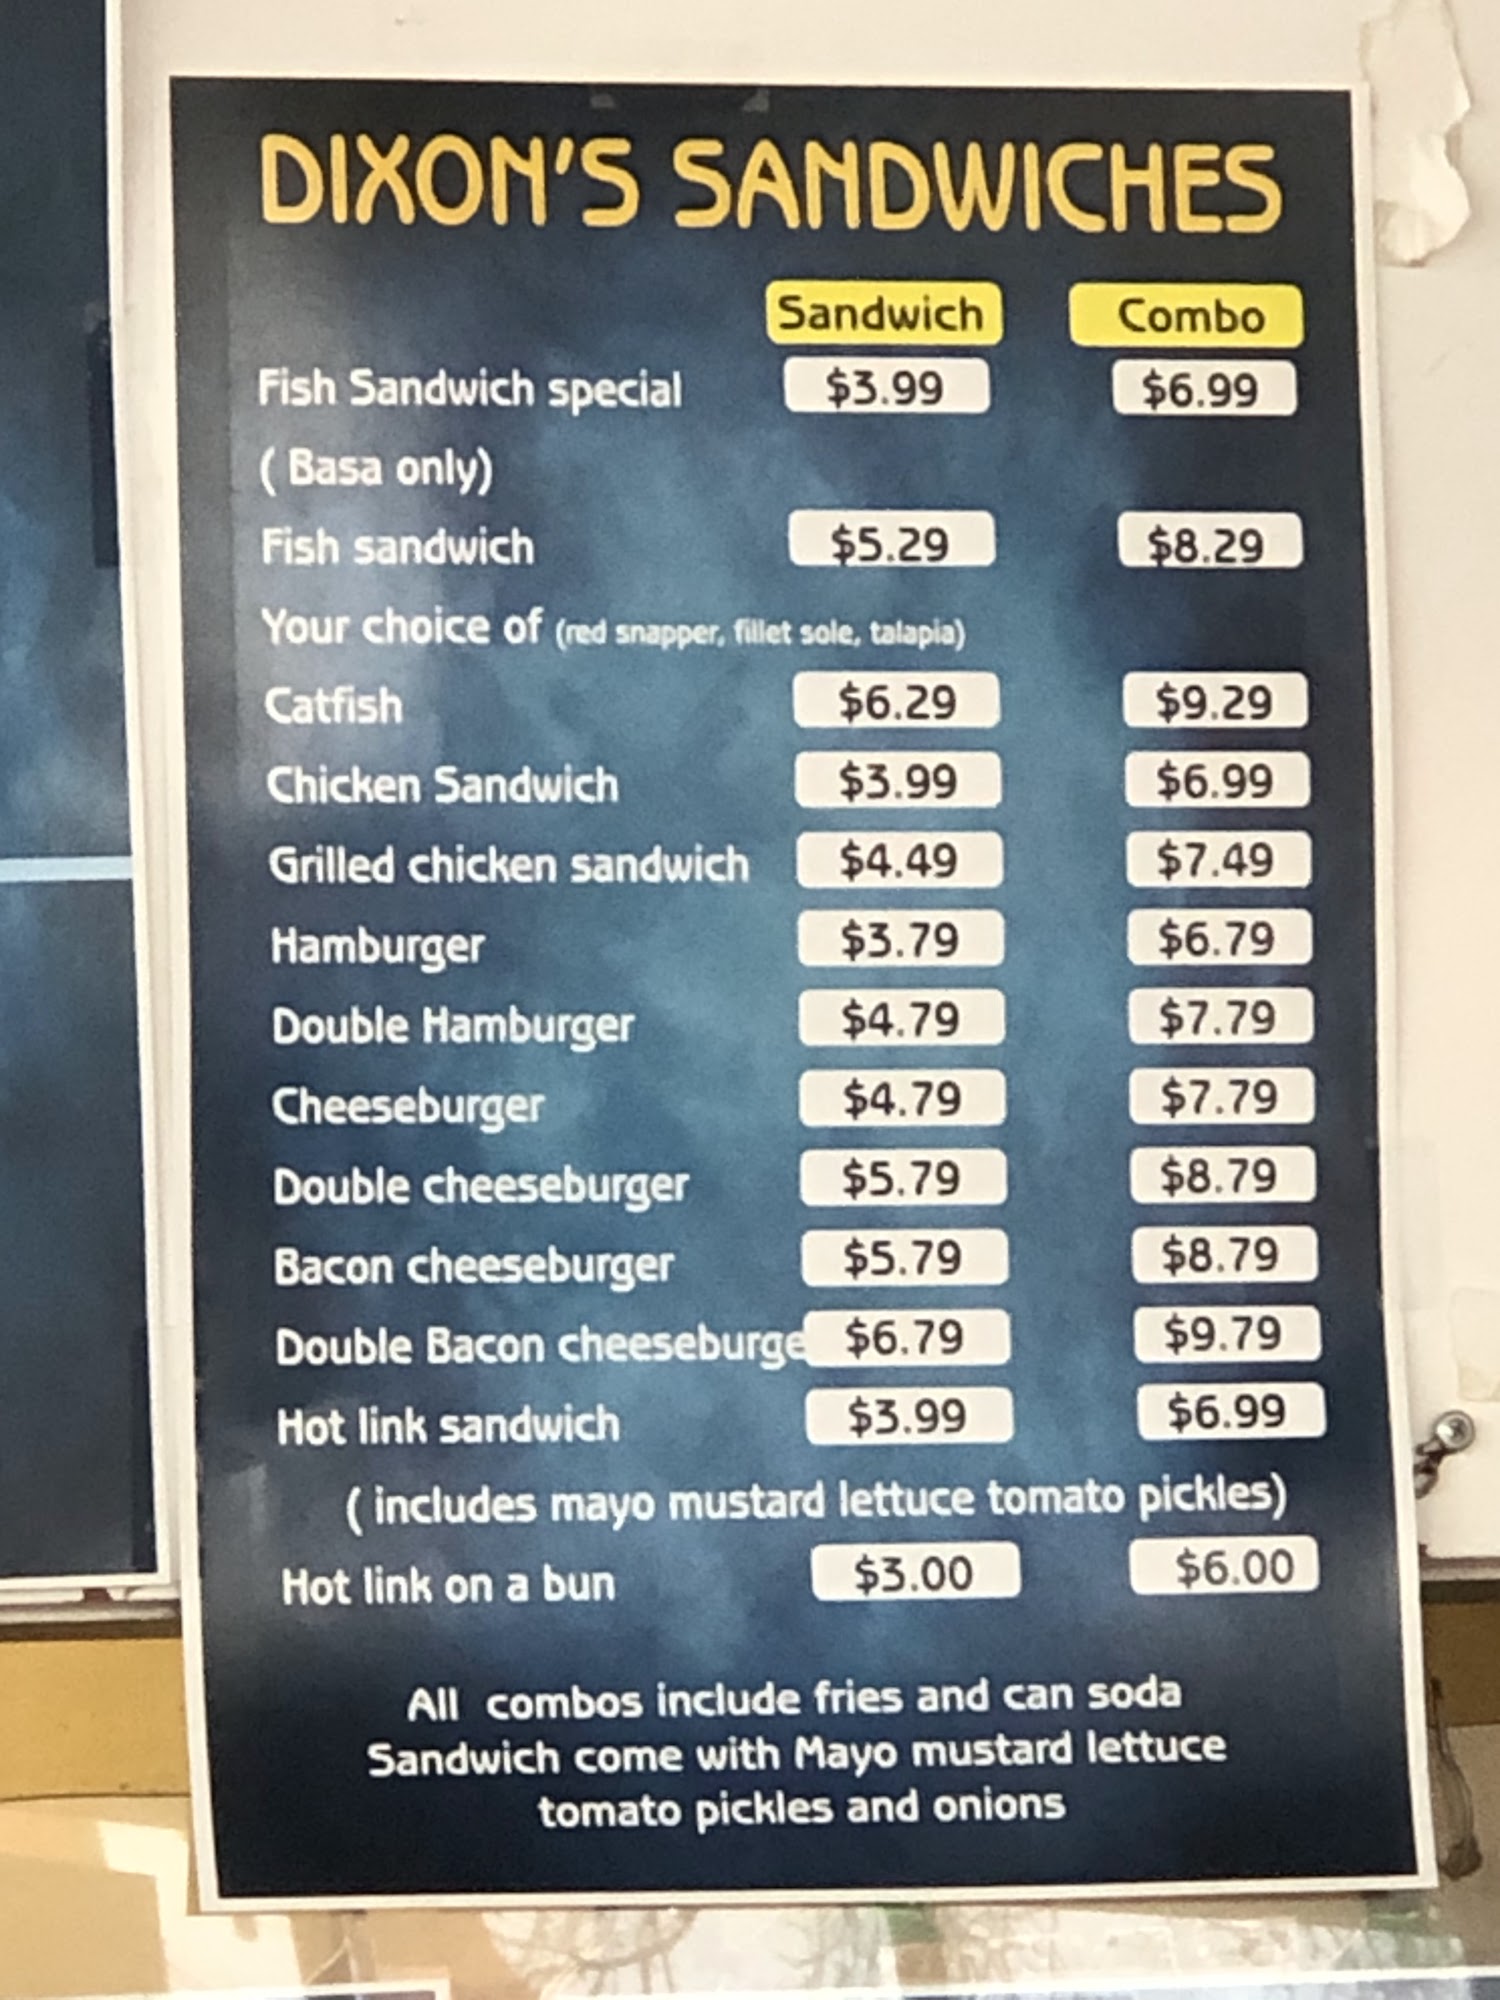 DIXON'S SANDWICHES
Sandwich Combo
Fish Sandwich special $3.99 $6.99
( Basa only)
Fish sandwich $5.29 $8.29
Your choice of (red snapper, fillet sole, talapia)
Catfish $6.29 $9.29
Chicken Sandwich $3.99 $6.99
Grilled chicken sandwich $4.49 $7.49
Hamburger $3.79 $6.79
Double Hamburger $4.79 $7.79
Cheeseburger $4.79 $7.79
Double cheeseburger $5.79 $8.79
Bacon cheeseburger $5.79 $8.79
Double Bacon cheeseburge $6.79 $9.79
Hot link sandwich $3.99 $6.99
( includes mayo mustard lettuce tomato pickles)
Hot link on a bun $3.00 $6.00
All combos include fries and can soda
Sandwich come with Mayo mustard lettuce
tomato pickles and onions